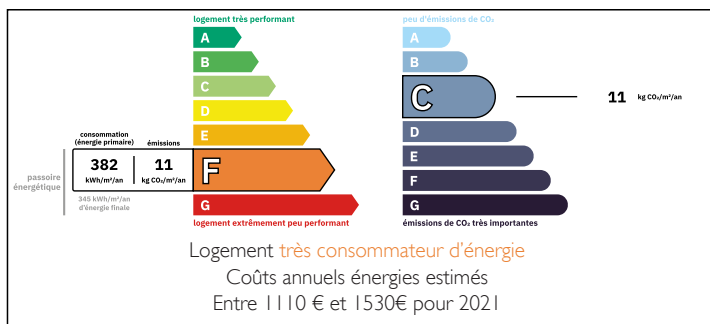 logement très performant
A
B
C
D
E
consommation
(énergie primaire)
émissions
382
kWh/m²/an
11
kg CO₂/m²/an
F
passoire
énergétique
345 kWh/m²/an
d'énergie finale
G
logement extrêmement peu performant
peu d'émissions de CO₂
A
B
C
11 kg CO₂/m²/an
D
E
F
G
émissions de CO₂ très importantes
Logement très consommateur d'énergie
Coûts annuels énergies estimés
Entre 1110 € et 1530€ pour 2021